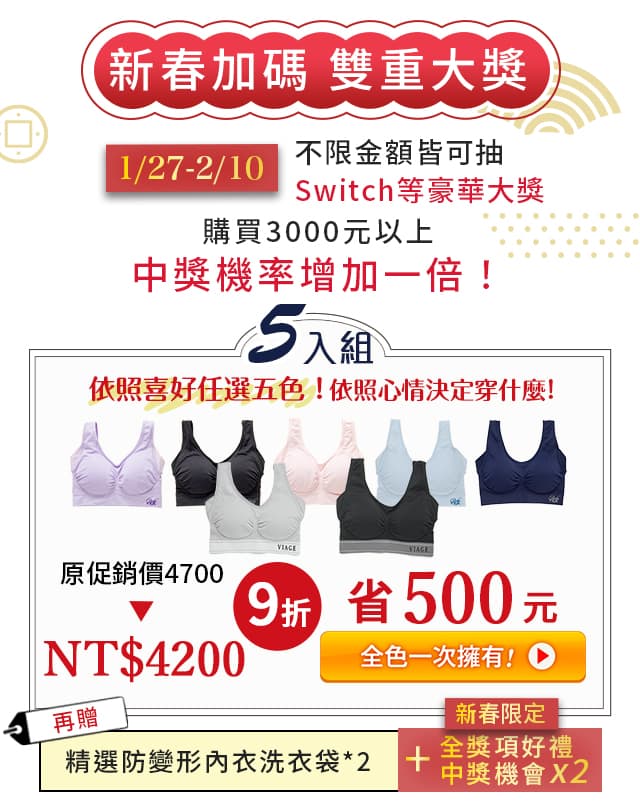 新春加碼 雙重大獎
1/27-2/10
不限金額皆可抽
Switch等豪華大獎
購買3000元以上
中獎機率增加一倍！
5入組
依照喜好任選五色！依照心情決定穿什麼!
VIAGE
VIAGE
原促銷價4700
NT$4200
9折
省500元
全色一次擁有!
再贈
精選防變形內衣洗衣袋*2
新春限定
+ 全獎項好禮
中獎機會X2